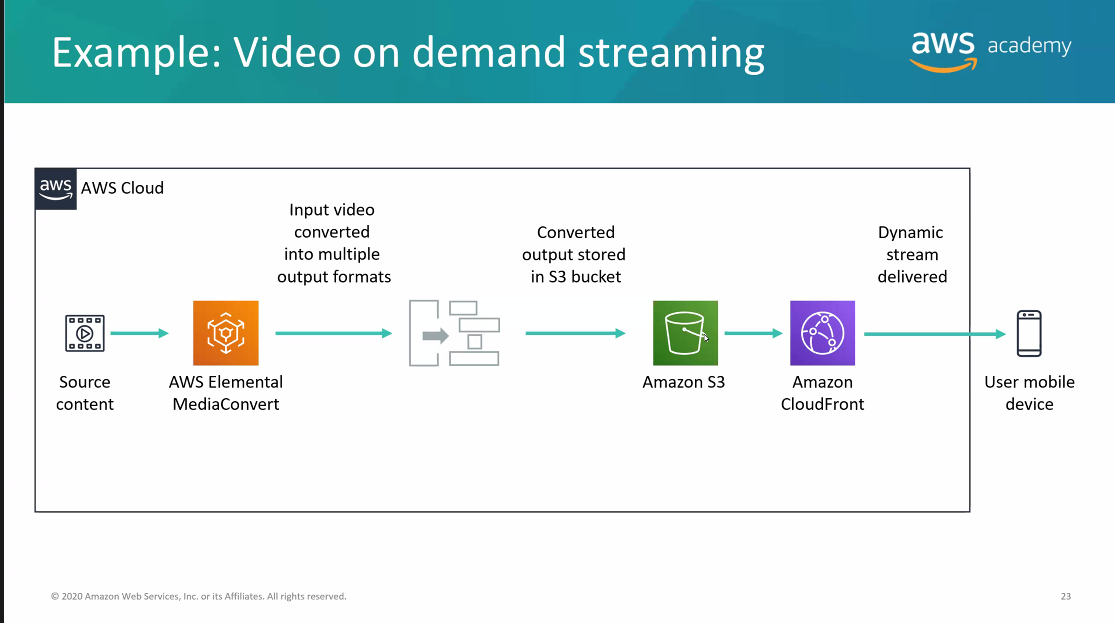 Example: Video on demand streaming
aws academy
aws
AWS Cloud
Input video
converted
into multiple
output formats
Converted
output stored
in S3 bucket
Dynamic
stream
delivered
Source
content
AWS Elemental
MediaConvert
Amazon S3
Amazon
CloudFront
User mobile
device
© 2020 Amazon Web Services, Inc. or its Affiliates. All rights reserved.
23